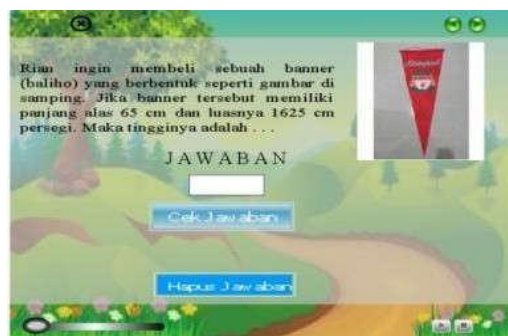 Rian ingin membeli sebuah banner
(baliho) yang berbentuk seperti gambar di
samping. Jika banner tersebut memiliki
panjang alas 65 cm dan luasnya 1625 cm
persegi. Maka tingginya adalah . . .
JAWABAN
Cek Jawaban
Hapus Jawaban